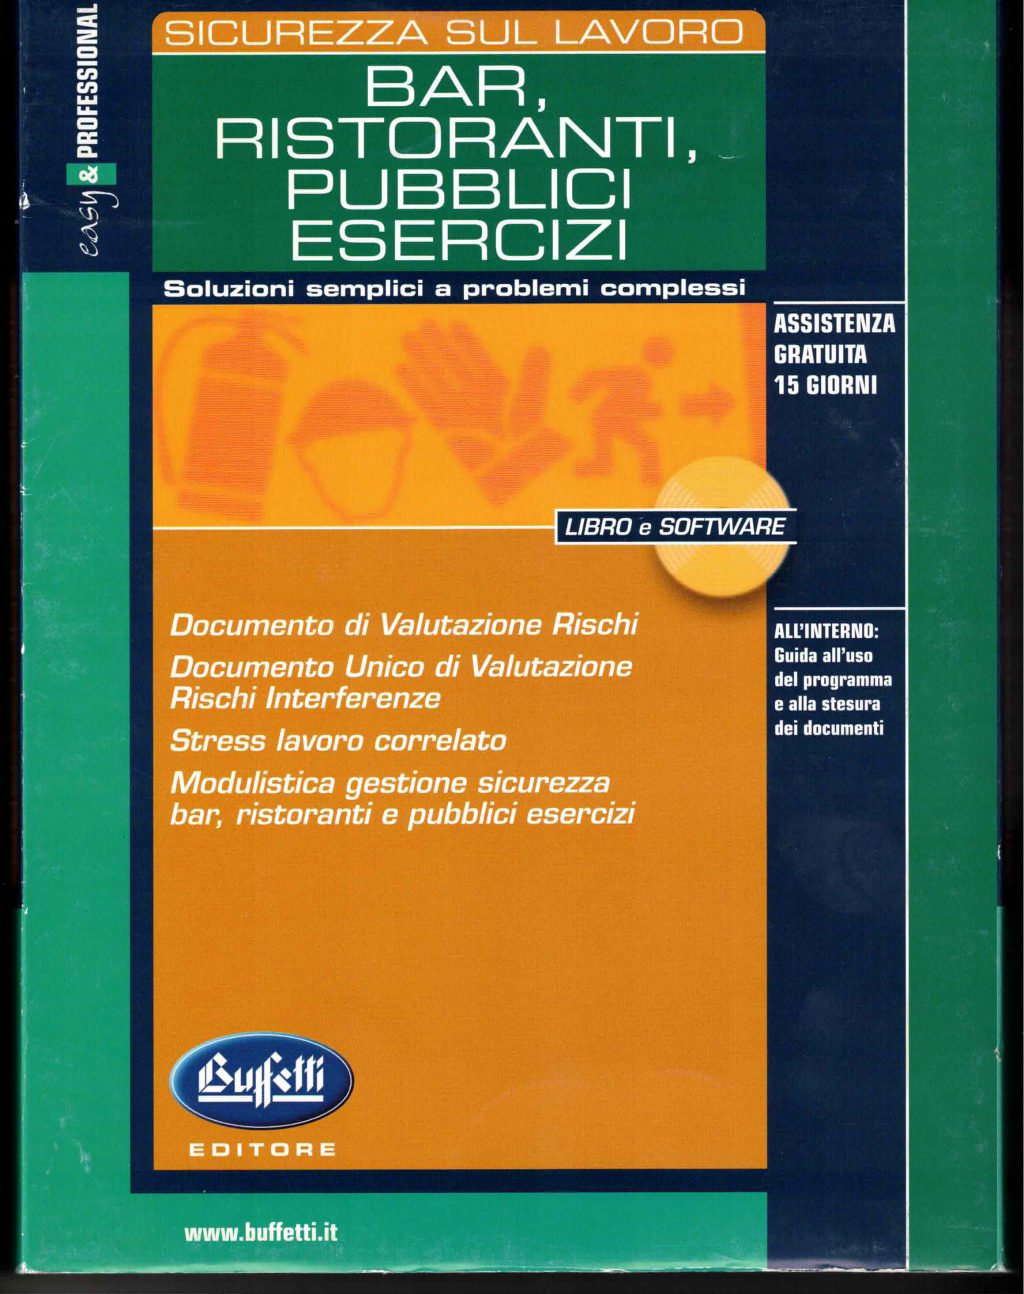 easy & PROFESSIONAL
SICUREZZA SUL LAVORO
BAR,
RISTORANTI,
PUBBLICI
ESERCIZI
Soluzioni semplici a problemi complessi
ASSISTENZA
GRATUITA
15 GIORNI
LIBRO e SOFTWARE
Documento di Valutazione Rischi
Documento Unico di Valutazione
Rischi Interferenze
Stress lavoro correlato
Modulistica gestione sicurezza
bar, ristoranti e pubblici esercizi
ALL'INTERNO:
Guida all'uso
del programma
e alla stesura
dei documenti
Buffetti
EDITORE
www.buffetti.it